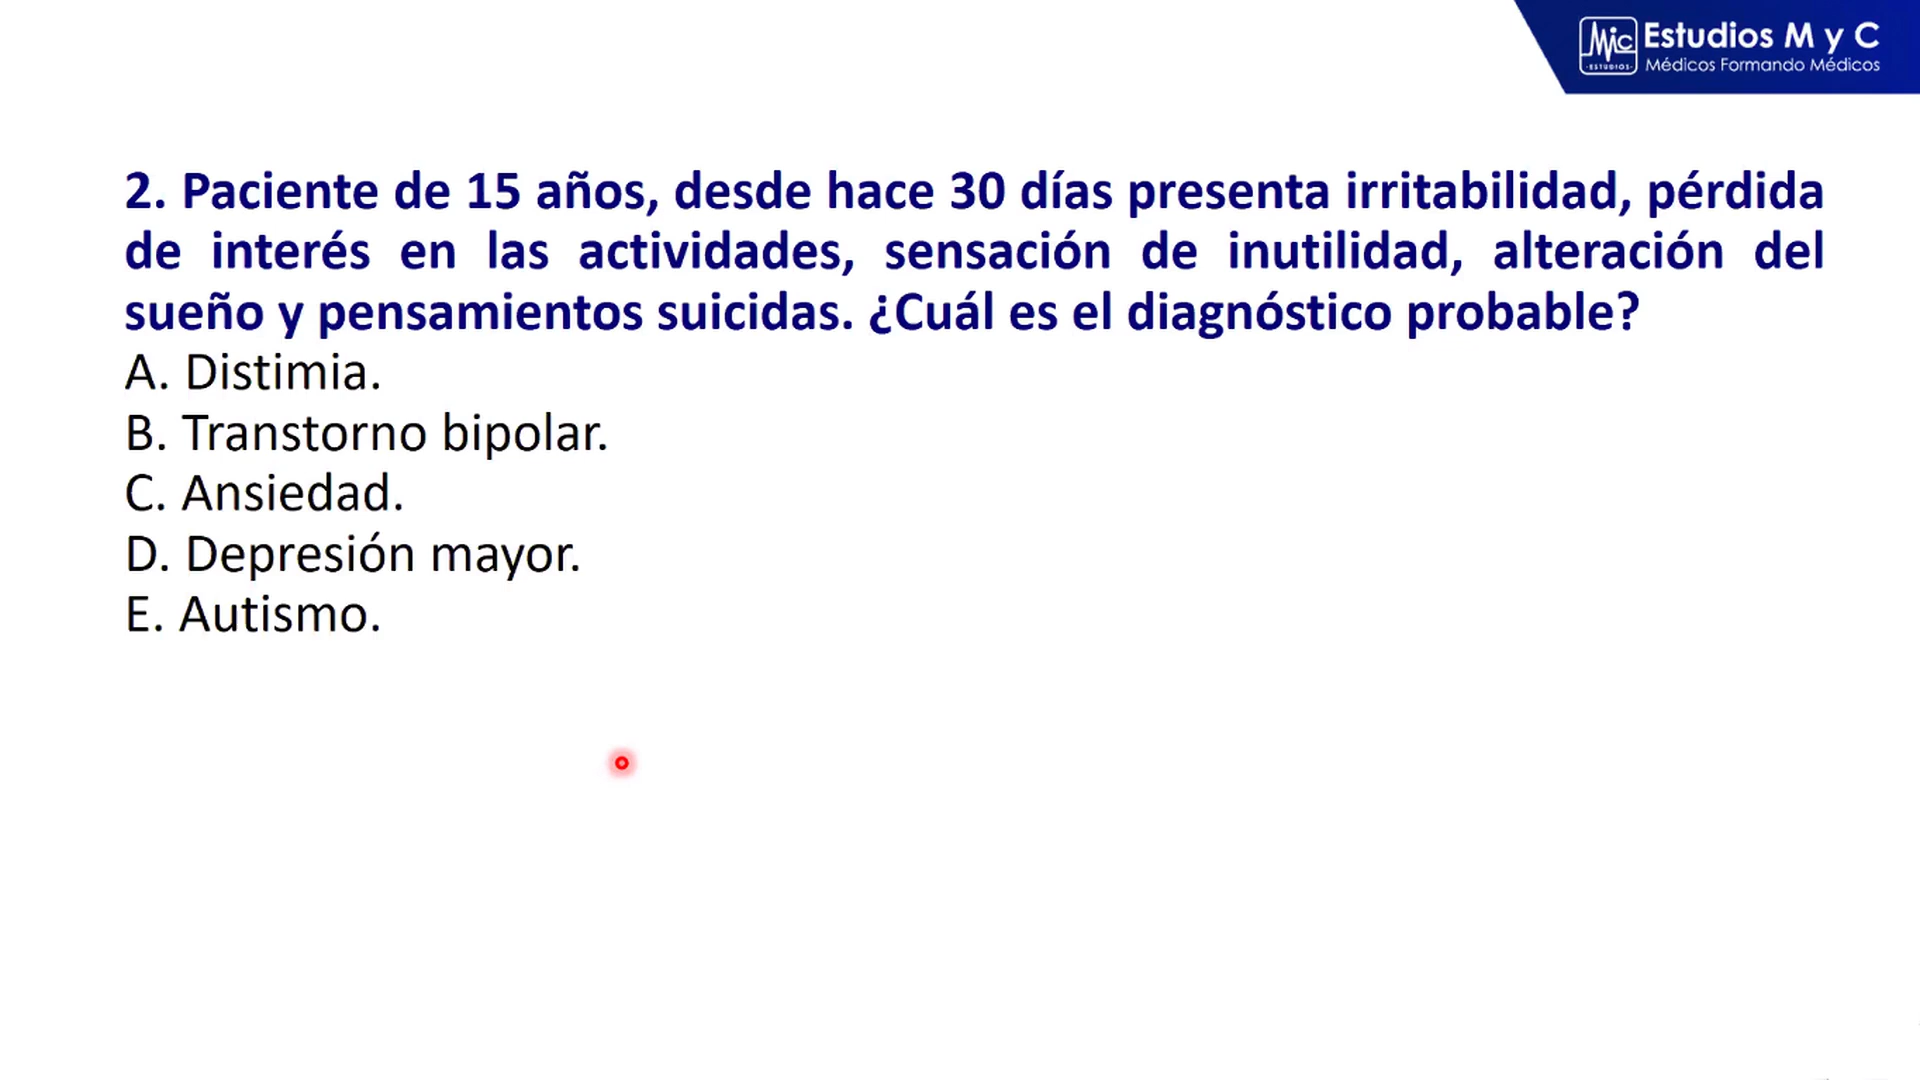 Mic
ESTUDIOS
Estudios M y C
Médicos Formando Médicos
2. Paciente de 15 años, desde hace 30 días presenta irritabilidad, pérdida
de interés en las actividades, sensación de inutilidad, alteración del
sueño y pensamientos suicidas. ¿Cuál es el diagnóstico probable?
A. Distimia.
B. Transtorno bipolar.
C. Ansiedad.
D. Depresión mayor.
E. Autismo.